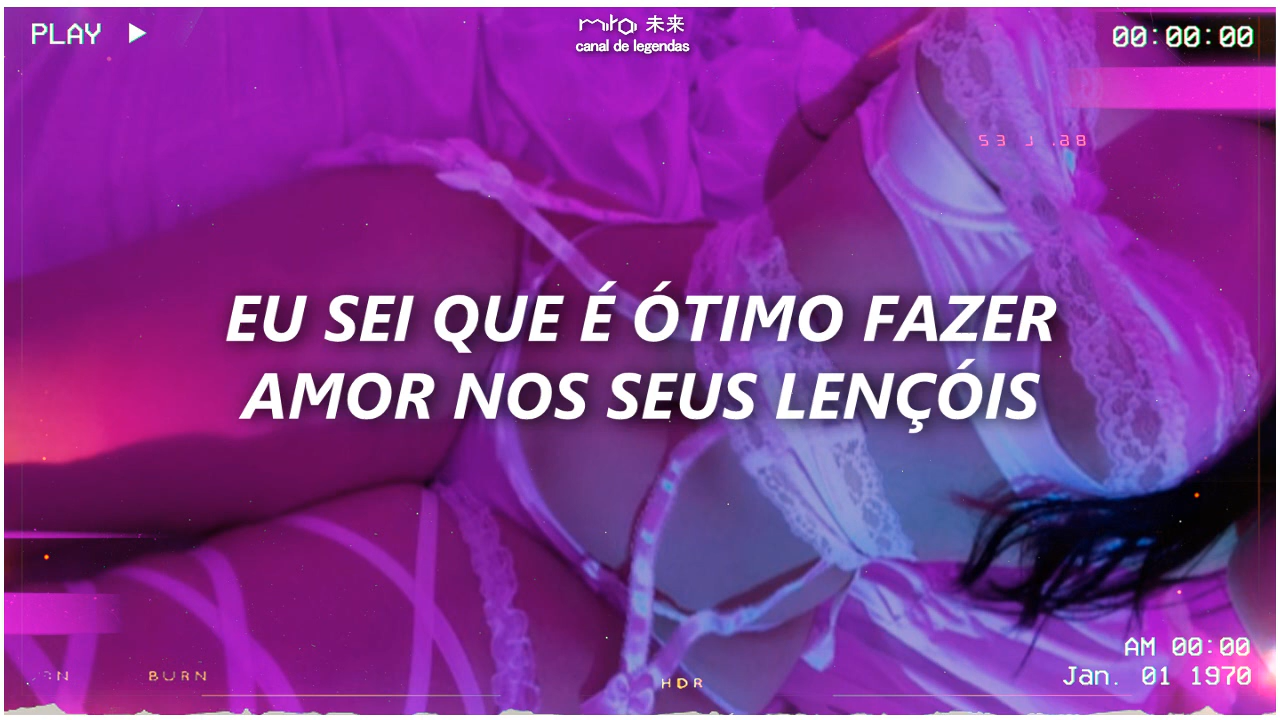 PLAY
mirai 未来
canal de legendas
00:00:00
EU SEI QUE É ÓTIMO FAZER
AMOR NOS SEUS LENÇÓIS
BURN
HDR
AM 00:00
Jan. 01 1970